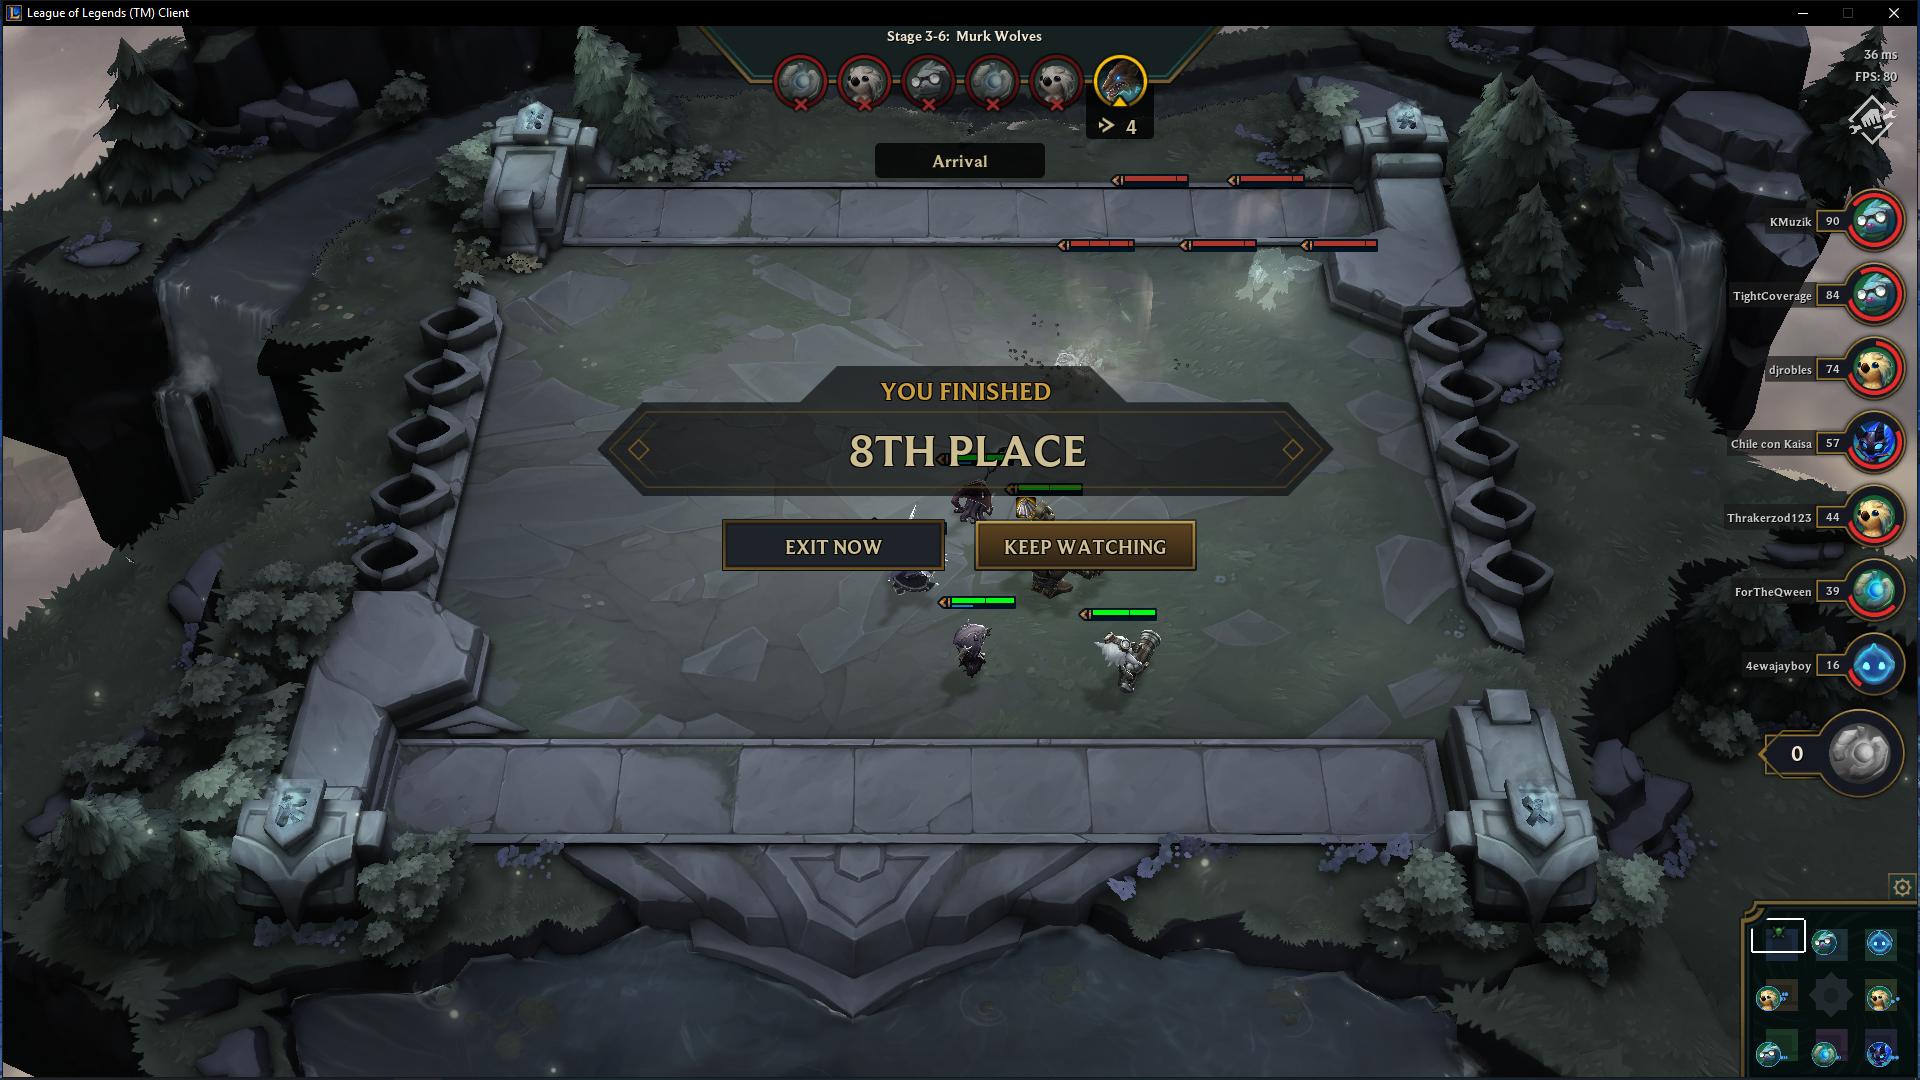 League of Legends (TM) Client
Stage 3-6: Murk Wolves
36 ms
FPS: 80
> 4
Arrival
KMuzik 90
TightCoverage 84
djrobles 74
YOU FINISHED
8TH PLACE
Chile con Kaisa 57
Thrakerzod123 44
EXIT NOW
KEEP WATCHING
ForTheQween 39
4ewajayboy 16
0